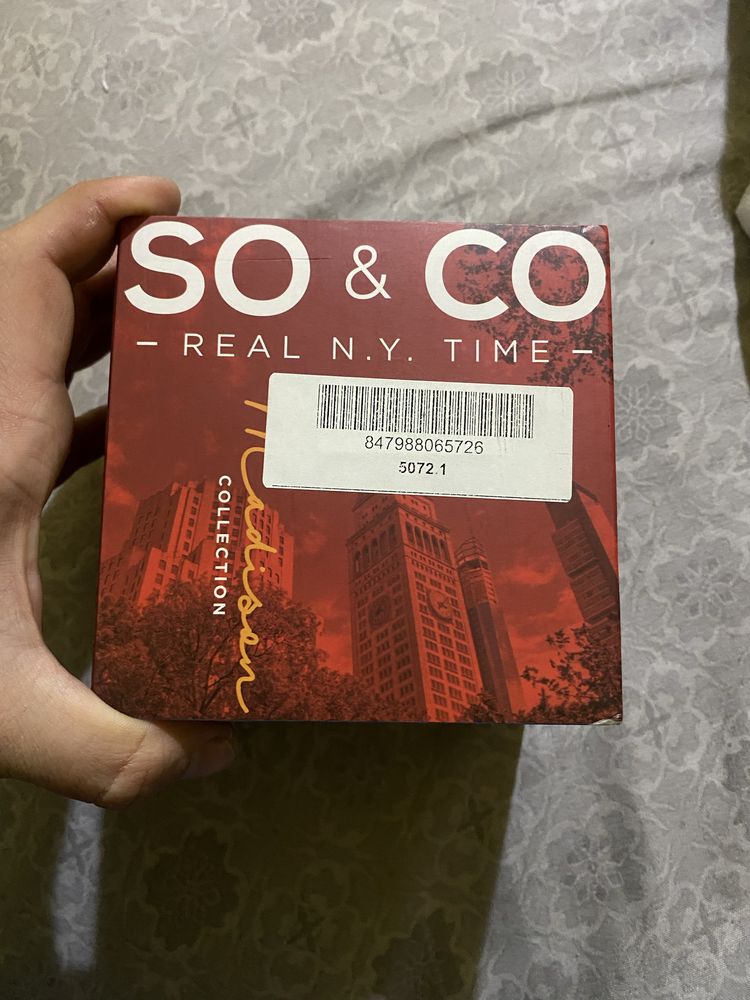 SO & CO
– REAL N.Y. TIME –
847988065726
5072.1
Madison
COLLECTION